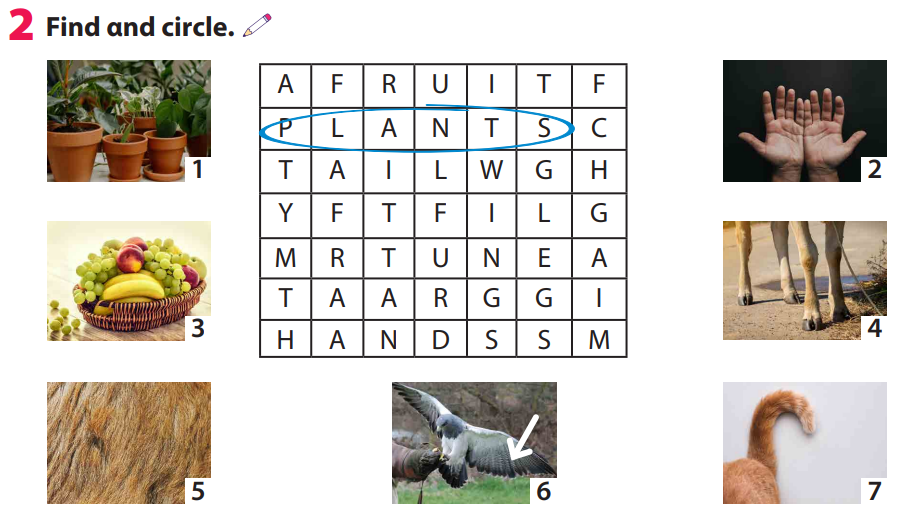 2 Find and circle.
A F R U I T F
P L A N T S C
T A I L W G H
Y F T F I L G
M R T U N E A
T A A R G G I
H A N D S S M
1
2
3
4
5
6
7